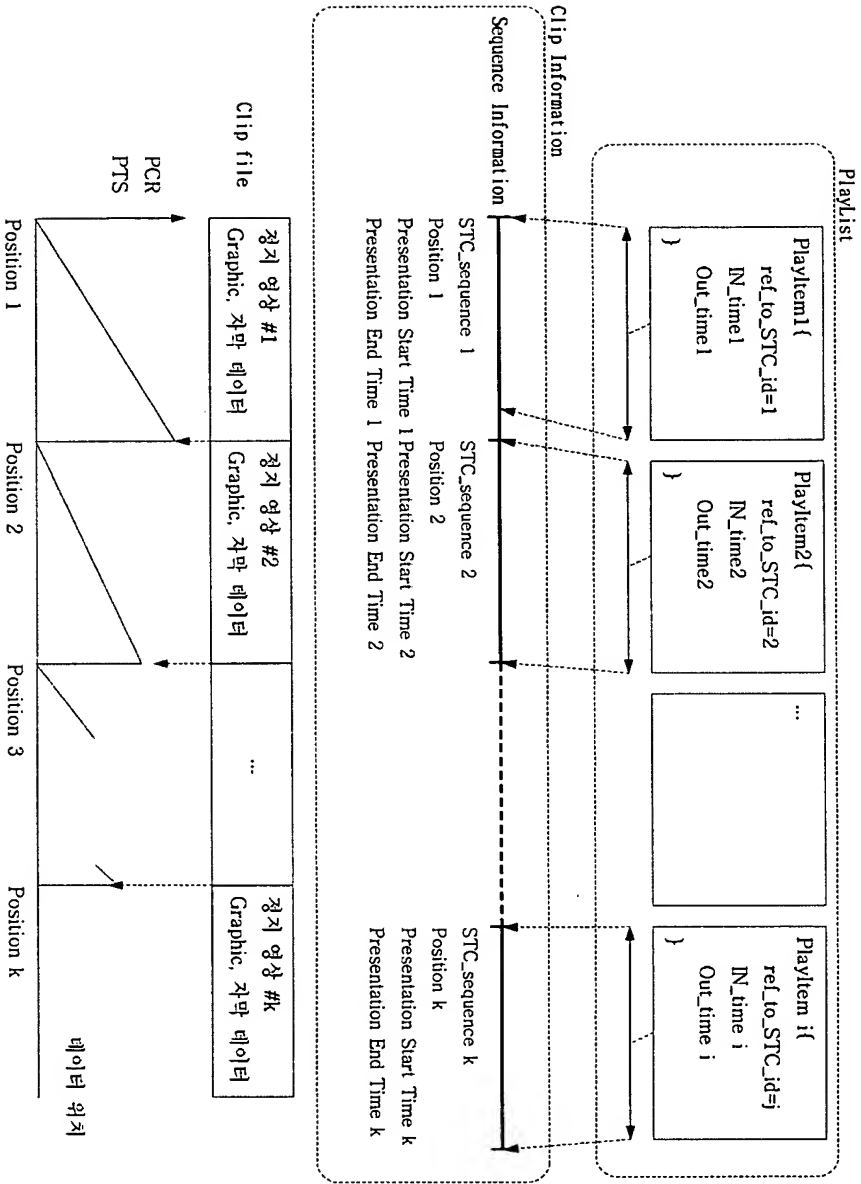 PlayList
PlayItem1{
ref_to_STC_id=1
IN_time1
Out_time1
}
PlayItem2{
ref_to_STC_id=2
IN_time2
Out_time2
}
...
PlayItem i{
ref_to_STC_id=j
IN_time i
Out_time i
}
Clip Information
Sequence Information
STC_sequence 1
Position 1
Presentation Start Time 1
Presentation End Time 1
STC_sequence 2
Position 2
Presentation Start Time 2
Presentation End Time 2
STC_sequence k
Position k
Presentation Start Time k
Presentation End Time k
Clip file
정지 영상 #1
Graphic, 자막 데이터
정지 영상 #2
Graphic, 자막 데이터
...
정지 영상 #k
Graphic, 자막 데이터
PCR
PTS
데이터 위치
Position 1
Position 2
Position 3
Position k